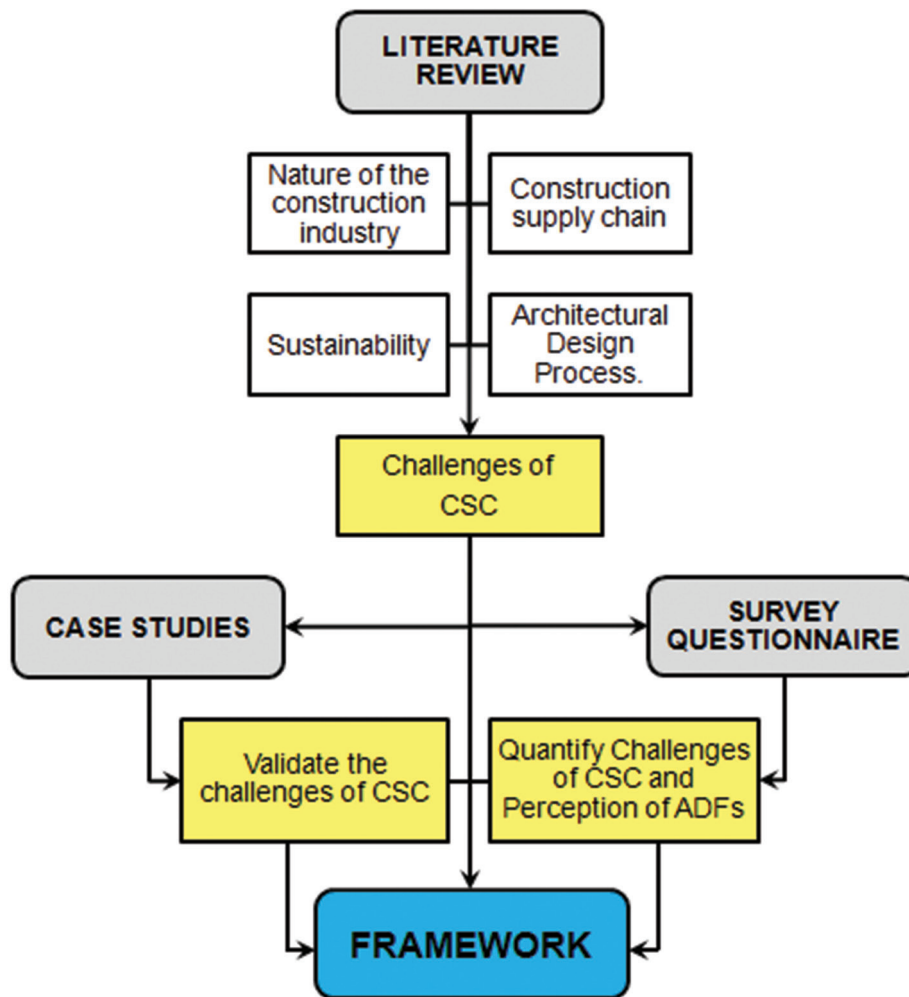 LITERATURE
REVIEW
Nature of the
construction
industry
Construction
supply chain
Sustainability
Architectural
Design
Process.
Challenges of
CSC
CASE STUDIES
SURVEY
QUESTIONNAIRE
Validate the
challenges of CSC
Quantify Challenges
of CSC and
Perception of ADFs
FRAMEWORK